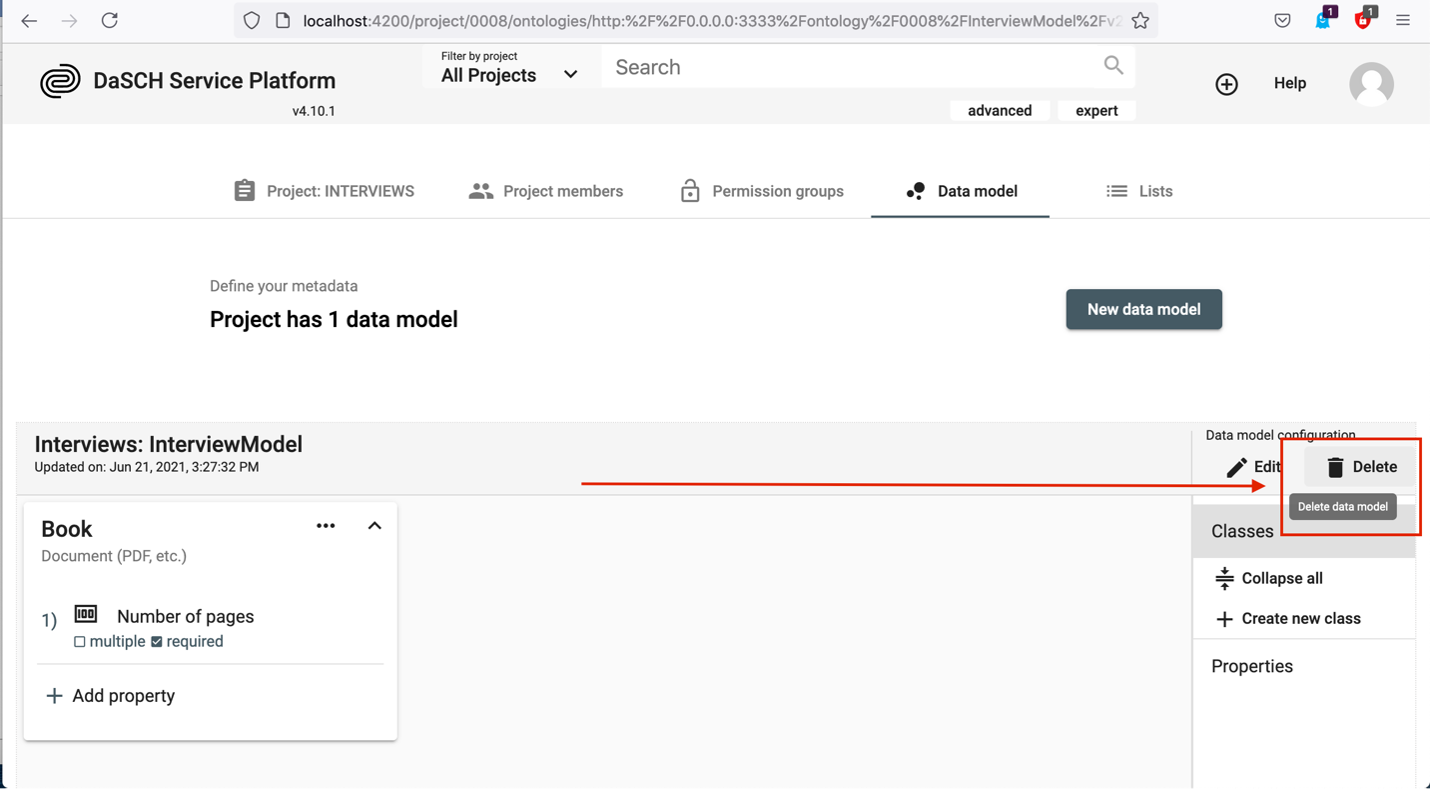 localhost:4200/project/0008/ontologies/http:%2F%2F0.0.0.0:3333%2Fontology%2F0008%2FInterviewModel%2Fv2
1
1
DaSCH Service Platform
v4.10.1
Filter by project
All Projects
Search
advanced
expert
Help
Project: INTERVIEWS
Project members
Permission groups
Data model
Lists
Define your metadata
Project has 1 data model
New data model
Interviews: InterviewModel
Updated on: Jun 21, 2021, 3:27:32 PM
Data model configuration
Edit
Delete
Delete data model
Book
Document (PDF, etc.)
1) 100 Number of pages
multiple required
+ Add property
Classes
Collapse all
+ Create new class
Properties